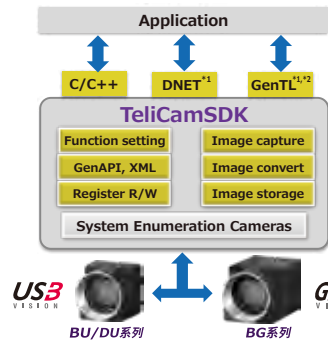 Application
C/C++ DNET*1 GenTL*1,*2
TeliCamSDK
Function setting Image capture
GenAPI, XML Image convert
Register R/W Image storage
System Enumeration Cameras
USB3 G
VISION V
BU/DU系列 BG系列